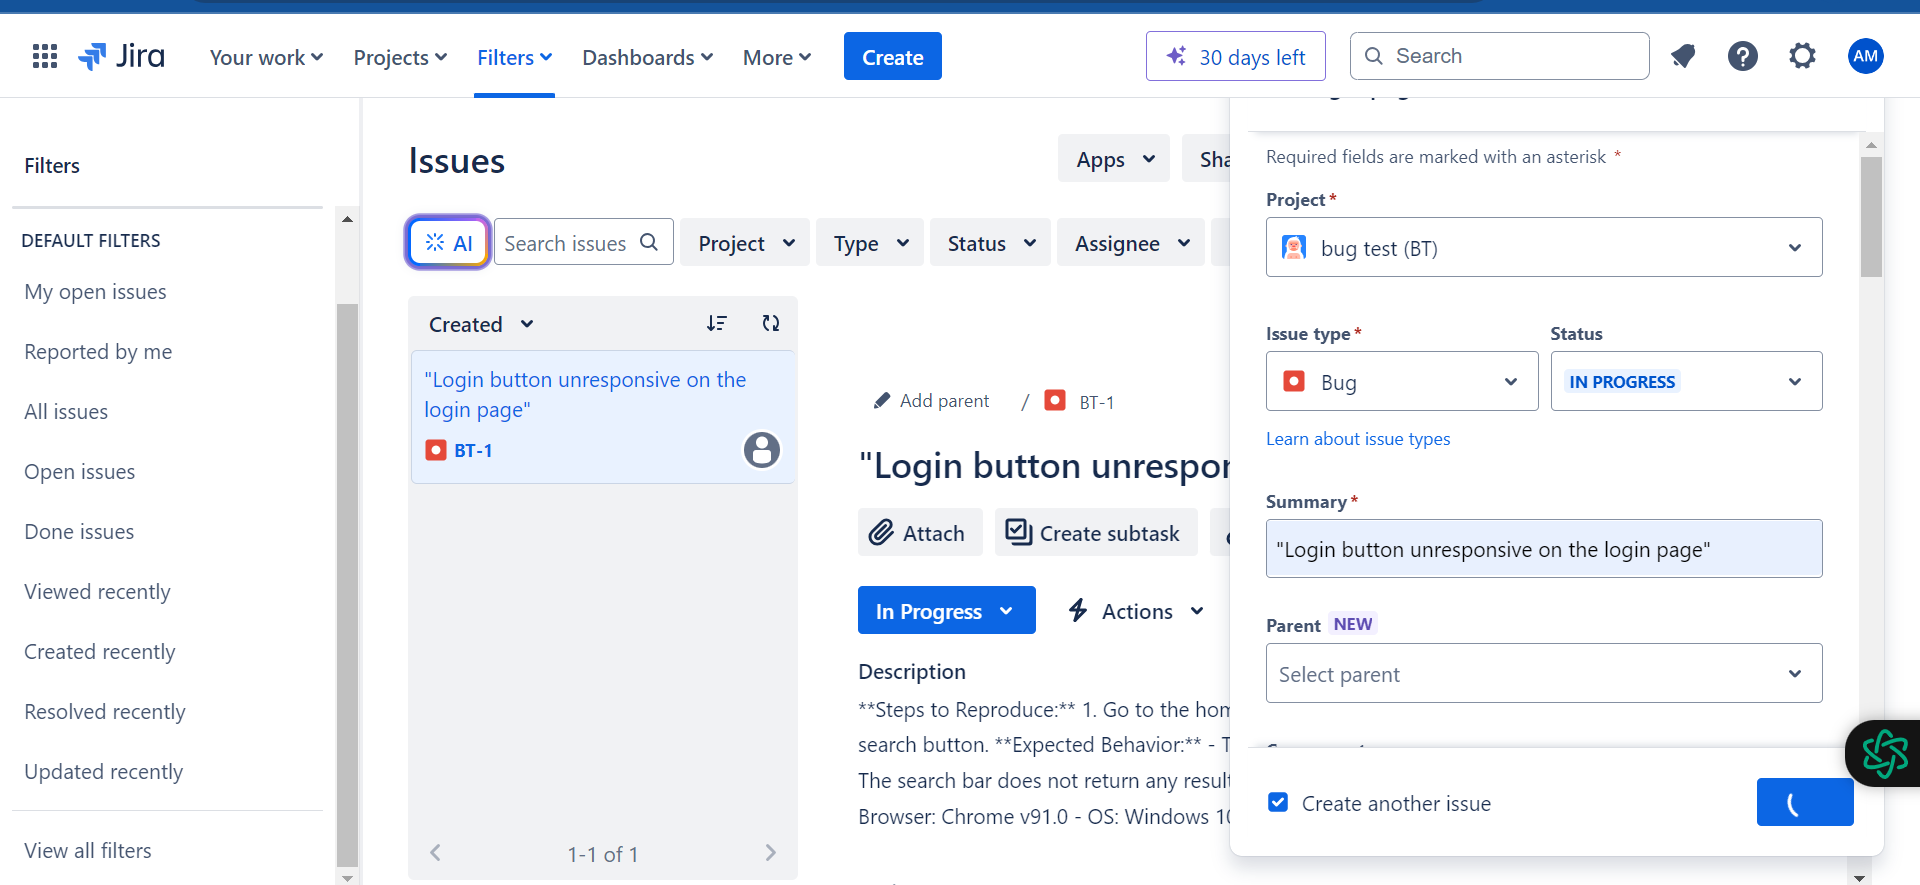 Jira
Your work
Projects
Filters
Dashboards
More
Create
30 days left
Search
AM
Filters
DEFAULT FILTERS
My open issues
Reported by me
All issues
Open issues
Done issues
Viewed recently
Created recently
Resolved recently
Updated recently
View all filters
Issues
Apps
AI
Search issues
Project
Type
Status
Assignee
Created
"Login button unresponsive on the
login page"
BT-1
1-1 of 1
Add parent
/
BT-1
"Login button
Attach
Create subtask
In Progress
Actions
Description
**Steps to Reproduce:** 1. Go to the
search button. **Expected Behavior:** -
The search bar does not return any
Browser: Chrome v91.0 - OS: Windows
Required fields are marked with an asterisk *
Project *
bug test (BT)
Issue type *
Status
Bug
IN PROGRESS
Learn about issue types
Summary *
"Login button unresponsive on the login page"
Parent NEW
Select parent
Create another issue